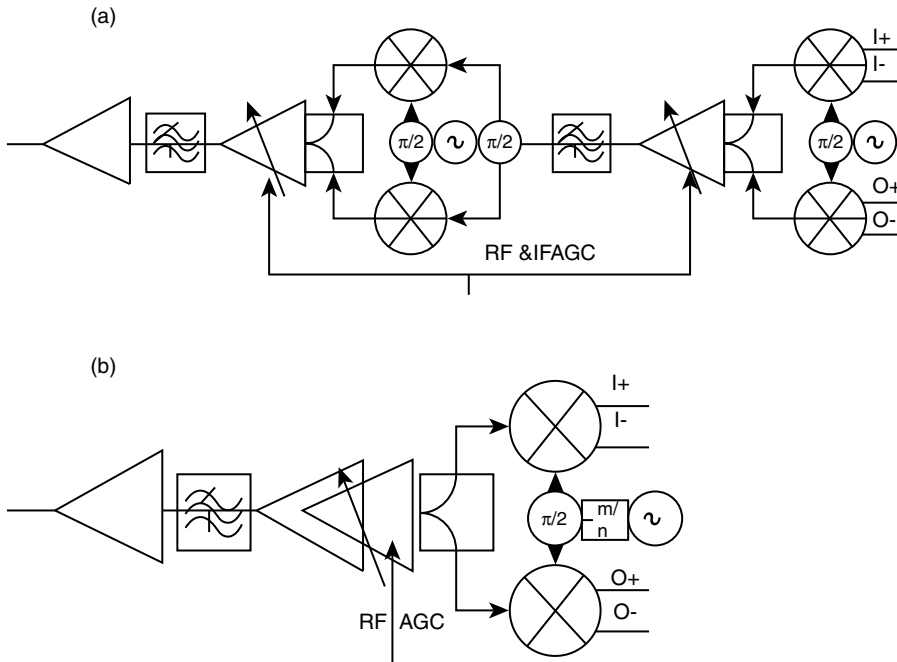 (a)
I+
I-
π/2
π/2
π/2
O+
O-
RF &IFAGC
(b)
I+
I-
π/2
m/
n
O+
O-
RF AGC